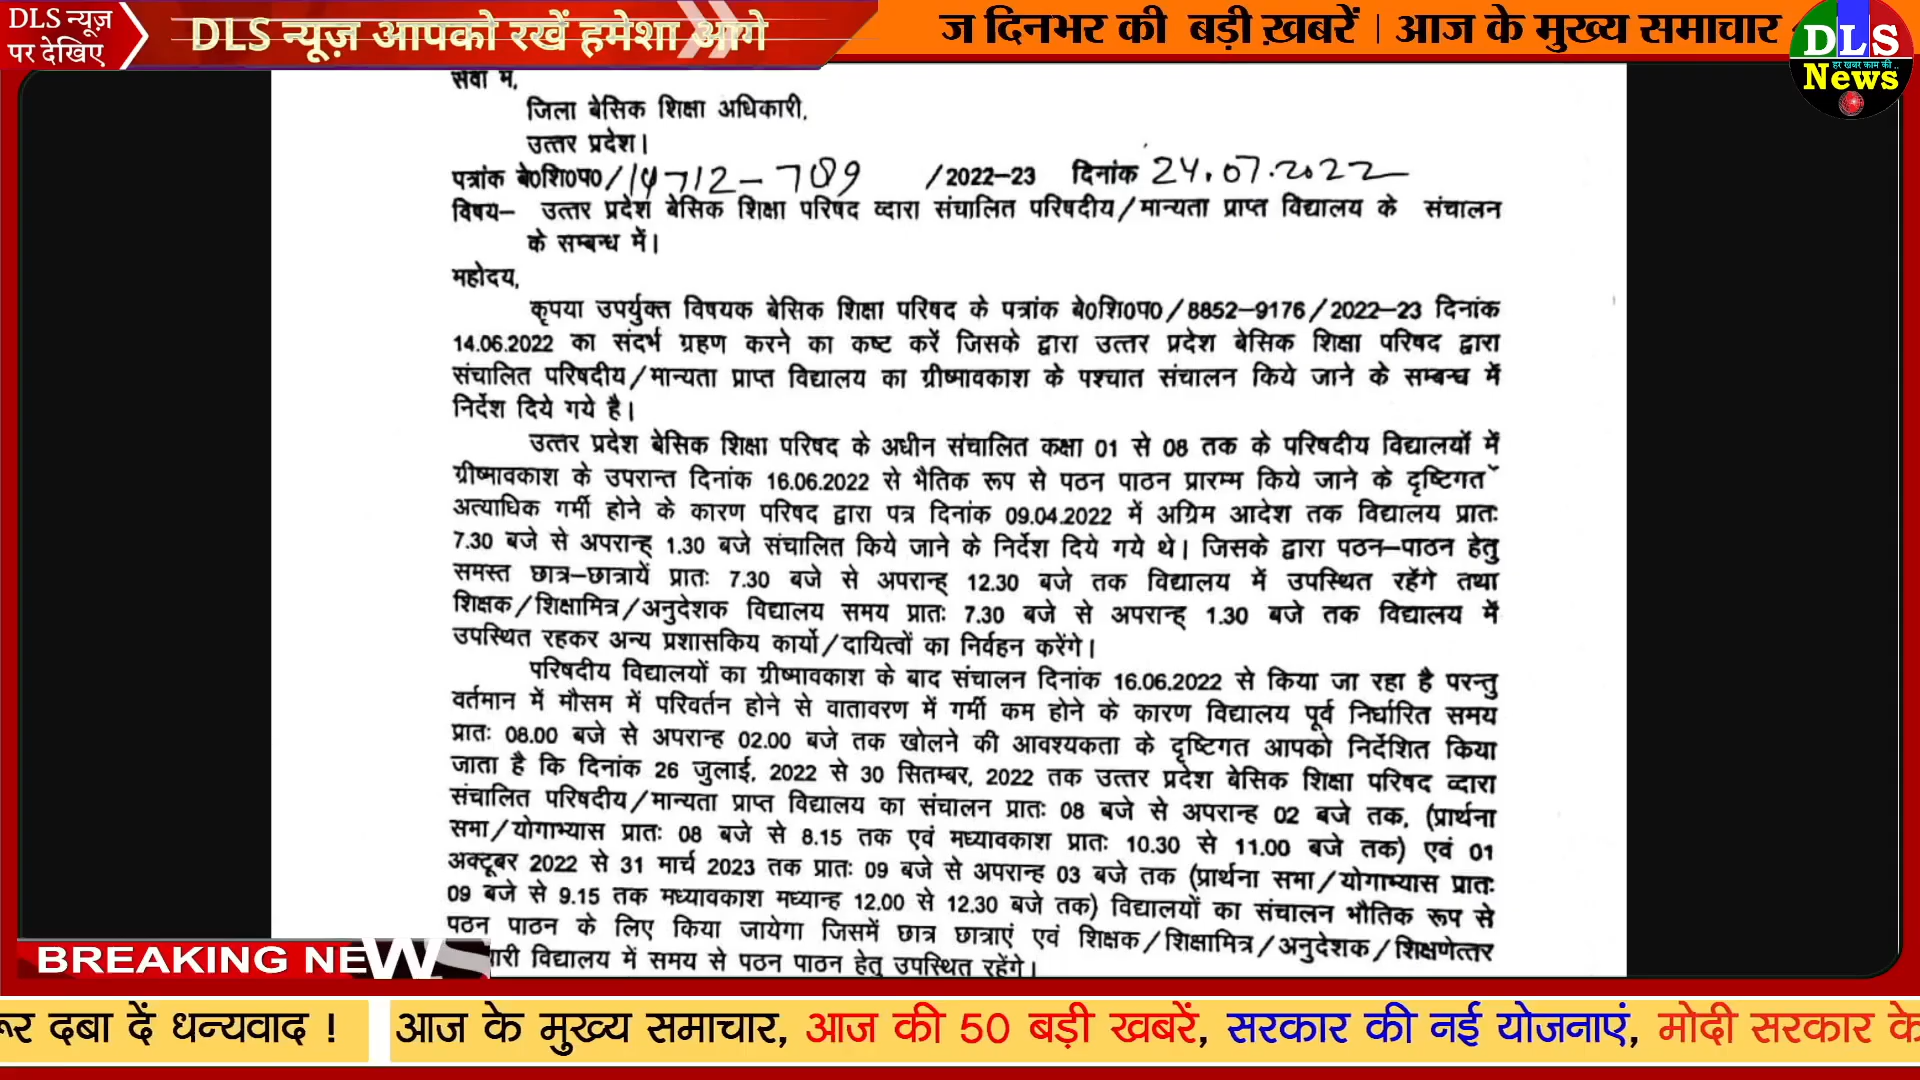 DLS न्यूज़
पर देखिए
DLS न्यूज़ आपको रखें हमेशा आगे
ज दिनभर की बड़ी ख़बरें | आज के मुख्य समाचार
DLS
हर खबर काम की ..
News
सेवा में,
जिला बेसिक शिक्षा अधिकारी,
उत्तर प्रदेश।
पत्रांक बे0शि0प0/14712-789 /2022-23 दिनांक 24.07.2022
विषय- उत्तर प्रदेश बेसिक शिक्षा परिषद व्दारा संचालित परिषदीय/मान्यता प्राप्त विद्यालय के संचालन
के सम्बन्ध में।
महोदय,
कृपया उपर्युक्त विषयक बेसिक शिक्षा परिषद के पत्रांक बे0शि0प0/8852-9176/2022-23 दिनांक
14.06.2022 का संदर्भ ग्रहण करने का कष्ट करें जिसके द्वारा उत्तर प्रदेश बेसिक शिक्षा परिषद द्वारा
संचालित परिषदीय/मान्यता प्राप्त विद्यालय का ग्रीष्मावकाश के पश्चात संचालन किये जाने के सम्बन्ध में
निर्देश दिये गये है।
उत्तर प्रदेश बेसिक शिक्षा परिषद के अधीन संचालित कक्षा 01 से 08 तक के परिषदीय विद्यालयों में
ग्रीष्मावकाश के उपरान्त दिनांक 16.06.2022 से भैतिक रूप से पठन पाठन प्रारम्भ किये जाने के दृष्टिगत
अत्याधिक गर्मी होने के कारण परिषद द्वारा पत्र दिनांक 09.04.2022 में अग्रिम आदेश तक विद्यालय प्रातः
7.30 बजे से अपरान्ह् 1.30 बजे संचालित किये जाने के निर्देश दिये गये थे। जिसके द्वारा पठन-पाठन हेतु
समस्त छात्र-छात्रायें प्रातः 7.30 बजे से अपरान्ह् 12.30 बजे तक विद्यालय में उपस्थित रहेंगे तथा
शिक्षक/शिक्षामित्र/अनुदेशक विद्यालय समय प्रातः 7.30 बजे से अपरान्ह् 1.30 बजे तक विद्यालय में
उपस्थित रहकर अन्य प्रशासकिय कार्यो/दायित्वों का निर्वहन करेंगे।
परिषदीय विद्यालयों का ग्रीष्मावकाश के बाद संचालन दिनांक 16.06.2022 से किया जा रहा है परन्तु
वर्तमान में मौसम में परिवर्तन होने से वातावरण में गर्मी कम होने के कारण विद्यालय पूर्व निर्धारित समय
प्रातः 08.00 बजे से अपरान्ह 02.00 बजे तक खोलने की आवश्यकता के दृष्टिगत आपको निर्देशित किया
जाता है कि दिनांक 26 जुलाई, 2022 से 30 सितम्बर, 2022 तक उत्तर प्रदेश बेसिक शिक्षा परिषद व्दारा
संचालित परिषदीय/मान्यता प्राप्त विद्यालय का संचालन प्रातः 08 बजे से अपरान्ह 02 बजे तक, (प्रार्थना
सभा/योगाभ्यास प्रातः 08 बजे से 8.15 तक एवं मध्यावकाश प्रातः 10.30 से 11.00 बजे तक) एवं 01
अक्टूबर 2022 से 31 मार्च 2023 तक प्रातः 09 बजे से अपरान्ह 03 बजे तक (प्रार्थना सभा/योगाभ्यास प्रातः
09 बजे से 9.15 तक मध्यावकाश मध्यान्ह 12.00 से 12.30 बजे तक) विद्यालयों का संचालन भौतिक रूप से
पठन पाठन के लिए किया जायेगा जिसमें छात्र छात्राएं एवं शिक्षक/शिक्षामित्र/अनुदेशक/शिक्षणेत्तर
ारी विद्यालय में समय से पठन पाठन हेतु उपस्थित रहेंगे।
BREAKING NEWS
रूर दबा दें धन्यवाद ! आज के मुख्य समाचार, आज की 50 बड़ी खबरें, सरकार की नई योजनाएं, मोदी सरकार के